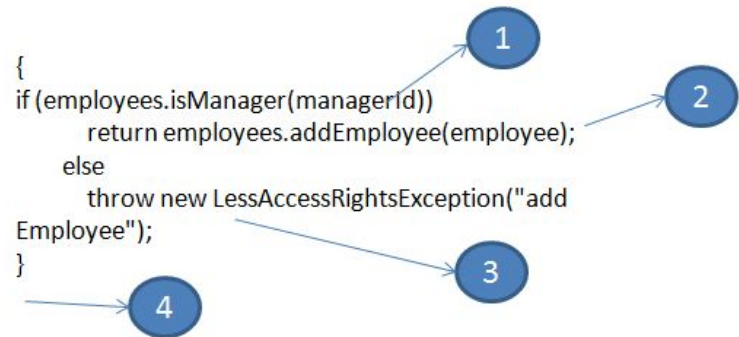 1
{
if (employees.isManager(managerId))
2
return employees.addEmployee(employee);
else
throw new LessAccessRightsException("add
Employee");
}
3
4